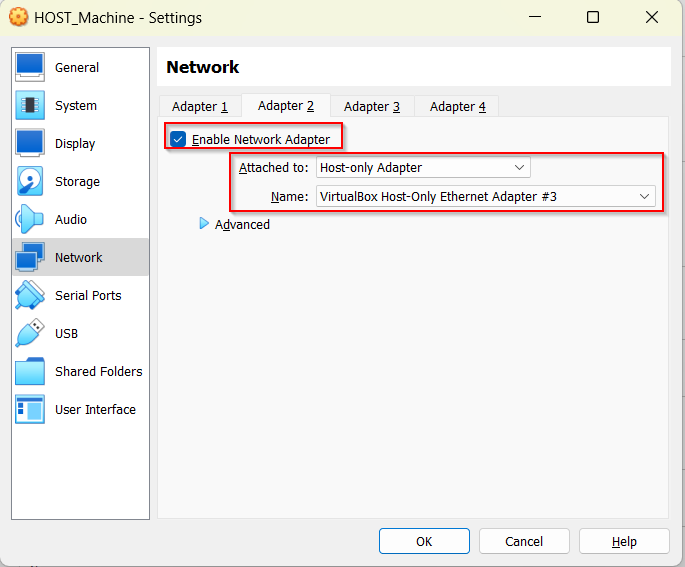 HOST_Machine - Settings
General
System
Display
Storage
Audio
Network
Serial Ports
USB
Shared Folders
User Interface
Network
Adapter 1
Adapter 2
Adapter 3
Adapter 4
Enable Network Adapter
Attached to: Host-only Adapter
Name: VirtualBox Host-Only Ethernet Adapter #3
Advanced
OK
Cancel
Help